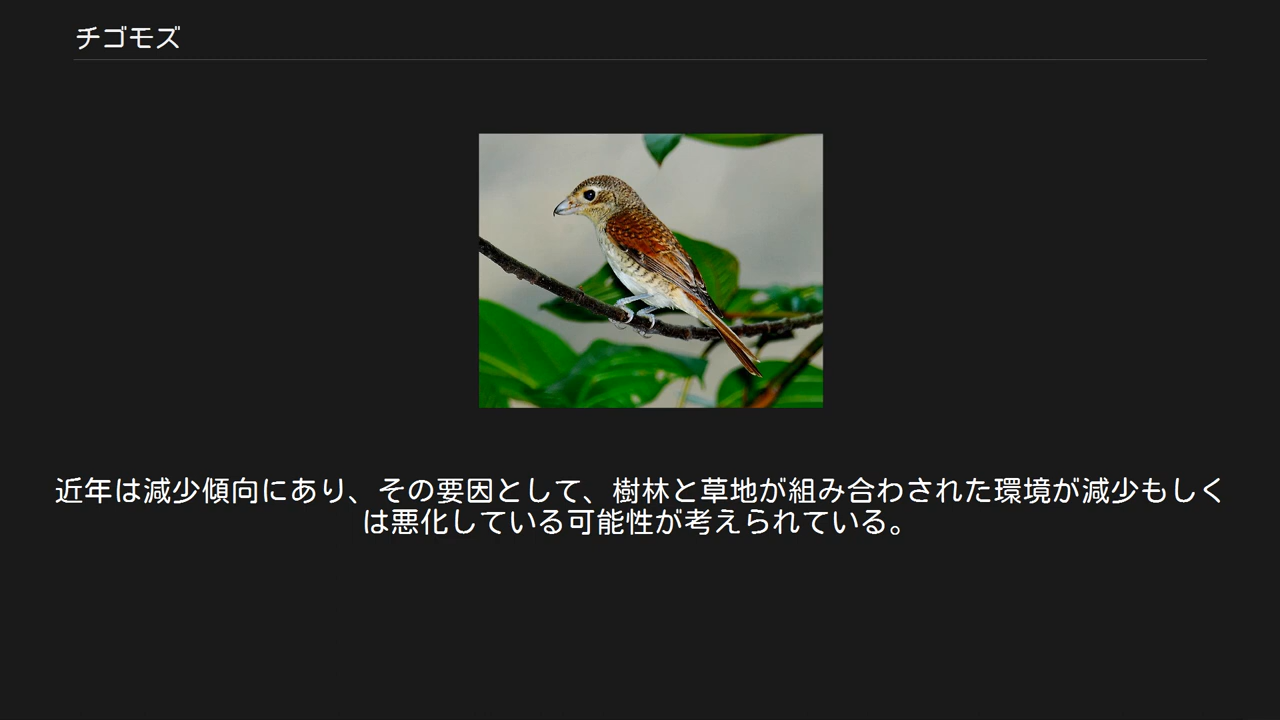 チゴモズ
近年は減少傾向にあり、その要因として、樹林と草地が組み合わされた環境が減少もしく
は悪化している可能性が考えられている。